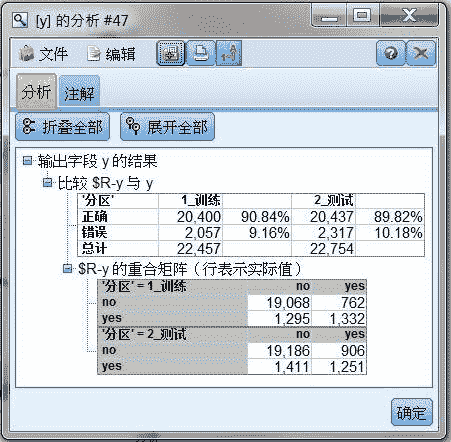 [y] 的分析 #47
文件 编辑
分析 注解
折叠全部 展开全部
输出字段 y 的结果
比较 $R-y 与 y
'分区' 1_训练 2_测试
正确 20,400 90.84% 20,437 89.82%
错误 2,057 9.16% 2,317 10.18%
总计 22,457 22,754
$R-y 的重合矩阵（行表示实际值）
'分区' = 1_训练 no yes
no 19,068 762
yes 1,295 1,332
'分区' = 2_测试 no yes
no 19,186 906
yes 1,411 1,251
确定